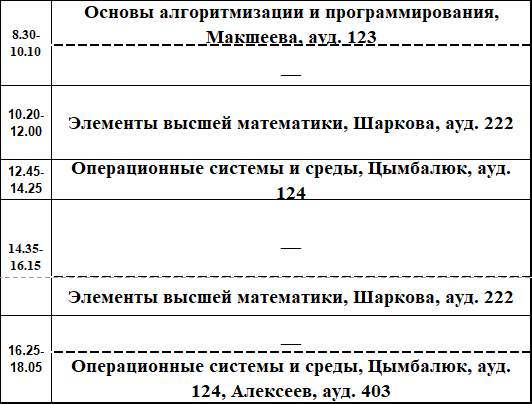 8.30-
10.10
Основы алгоритмизации и программирования,
Макшеева, ауд. 123
—
10.20-
12.00
Элементы высшей математики, Шаркова, ауд. 222
12.45-
14.25
Операционные системы и среды, Цымбалюк, ауд.
124
14.35-
16.15
—
Элементы высшей математики, Шаркова, ауд. 222
16.25-
18.05
—
Операционные системы и среды, Цымбалюк, ауд.
124, Алексеев, ауд. 403